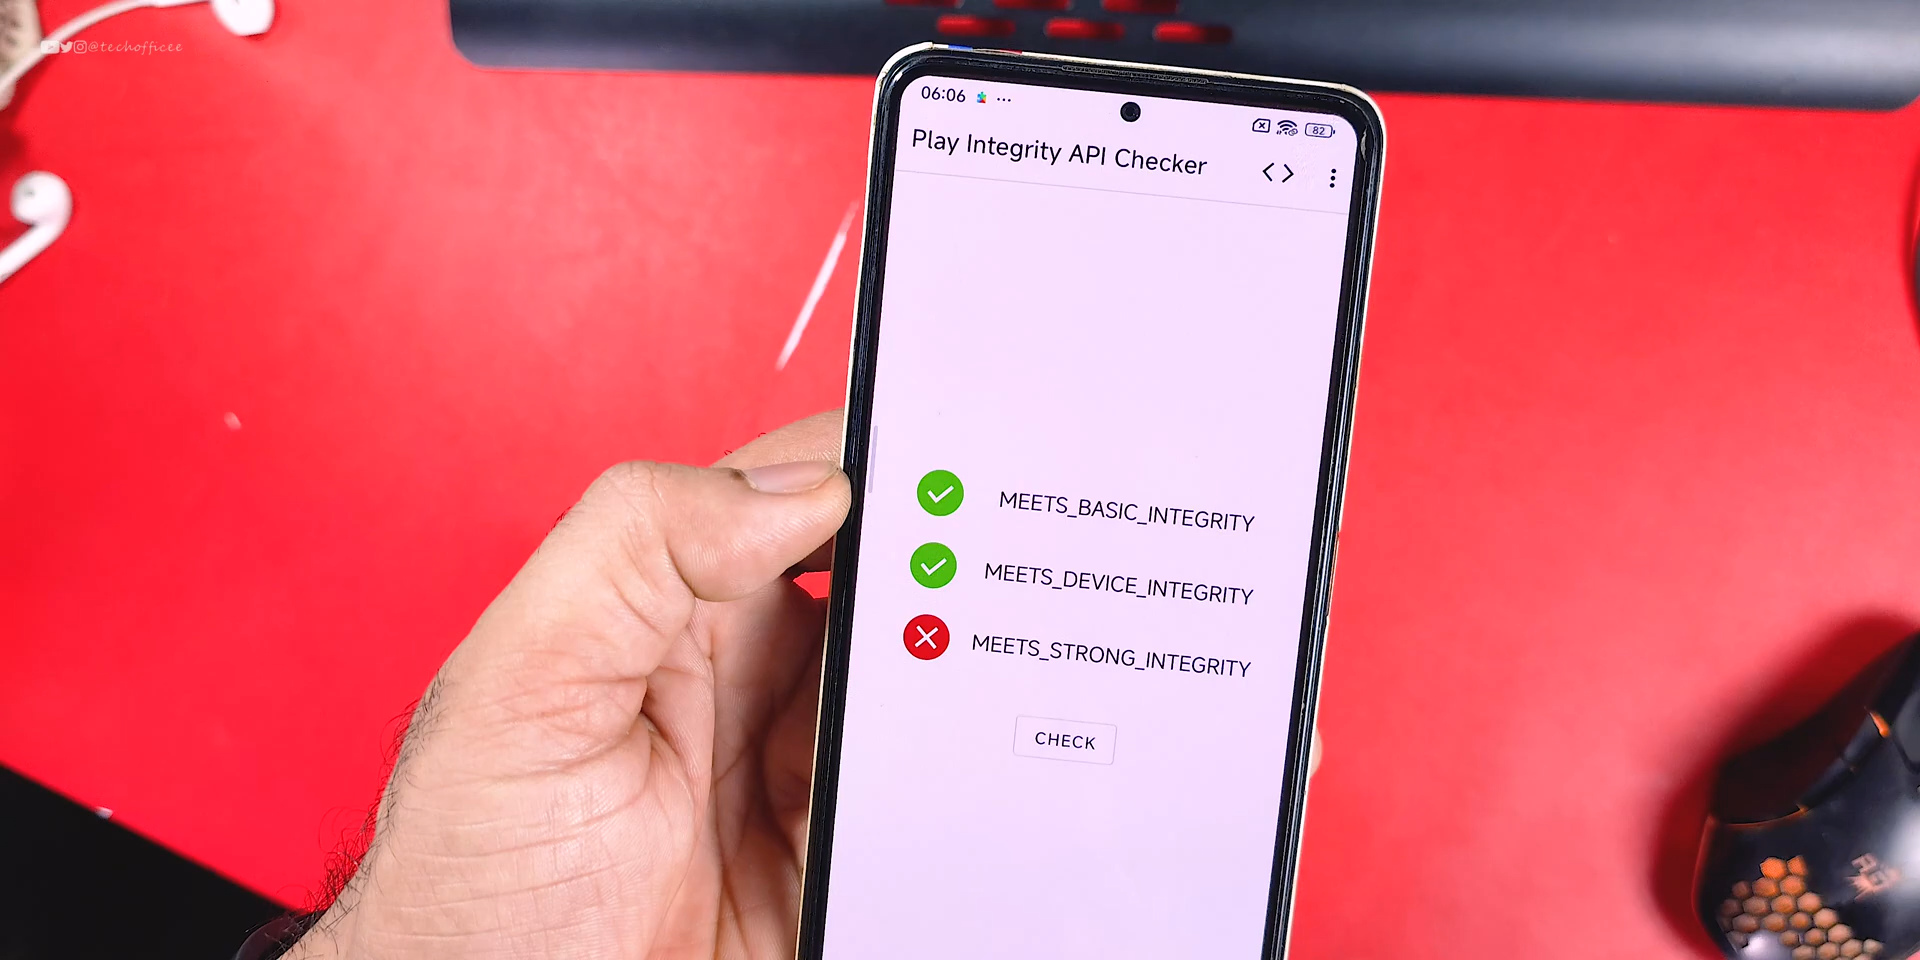 @techofficee
06:06 ...
82
Play Integrity API Checker
MEETS_BASIC_INTEGRITY
MEETS_DEVICE_INTEGRITY
MEETS_STRONG_INTEGRITY
CHECK